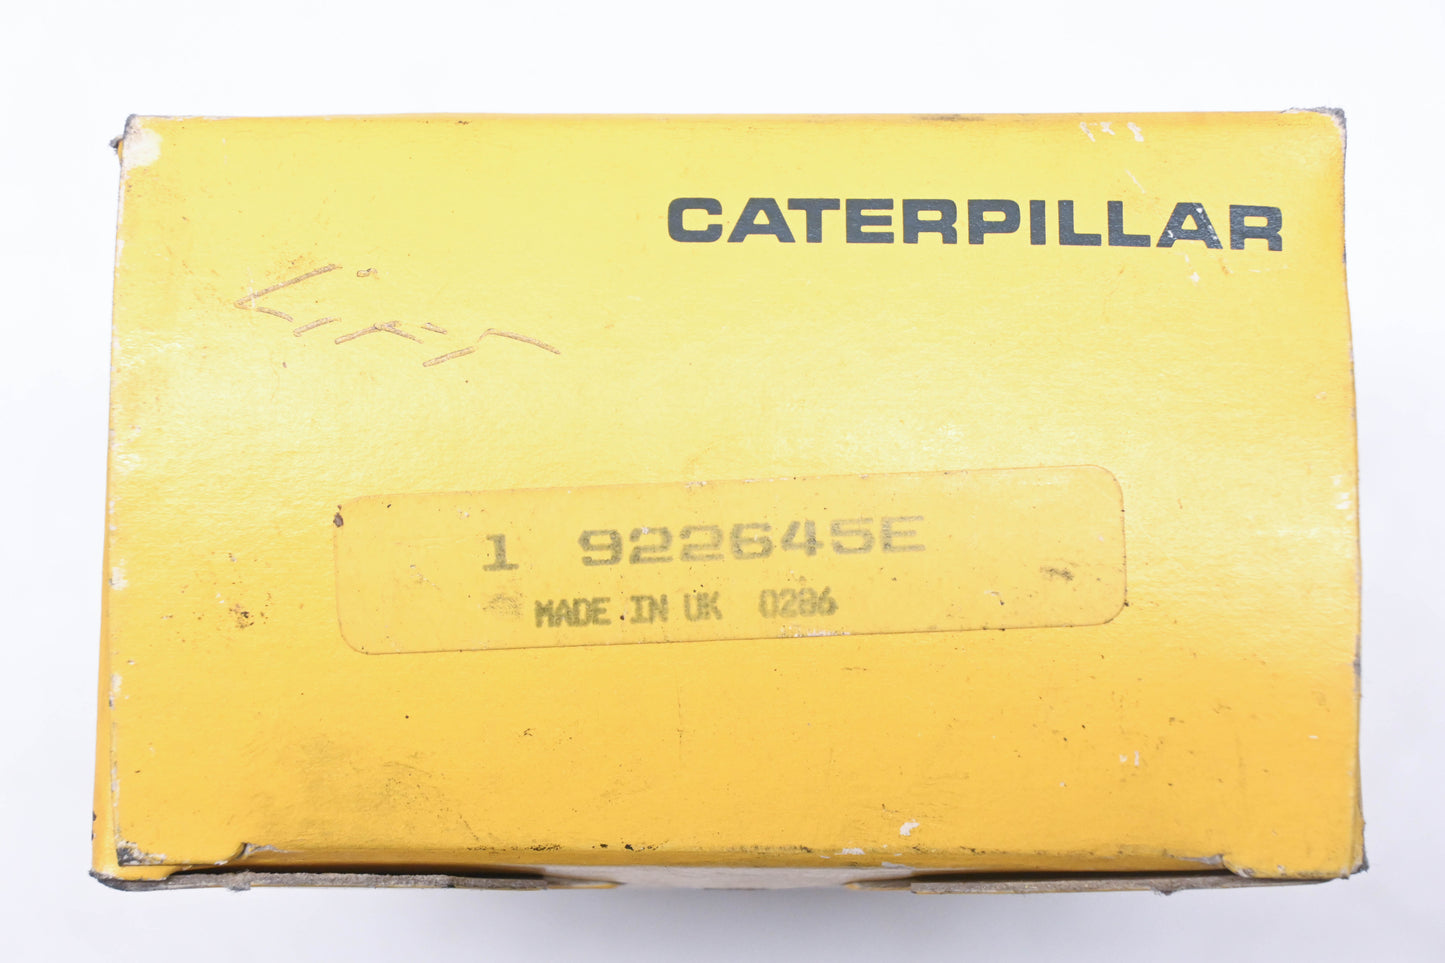 CATERPILLAR
1 922645E
MADE IN UK 0286